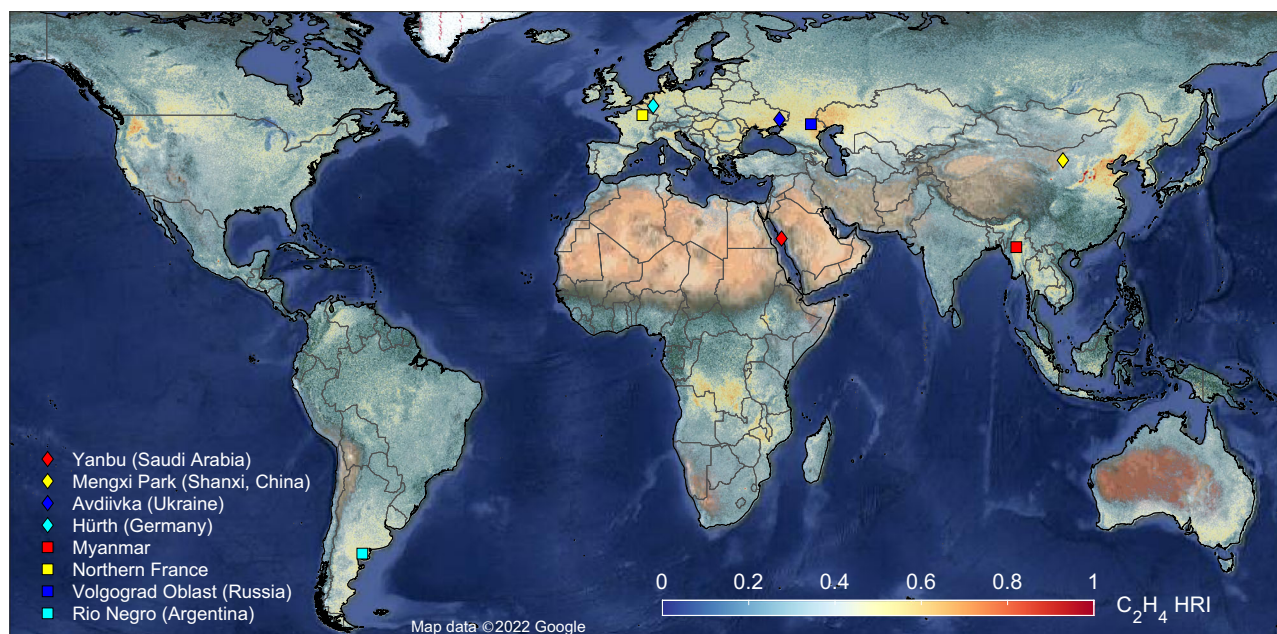 Yanbu (Saudi Arabia)
Mengxi Park (Shanxi, China)
Avdiivka (Ukraine)
Hürth (Germany)
Myanmar
Northern France
Volgograd Oblast (Russia)
Rio Negro (Argentina)
0 0.2 0.4 0.6 0.8 1
C₂H₄ HRI
Map data ©2022 Google